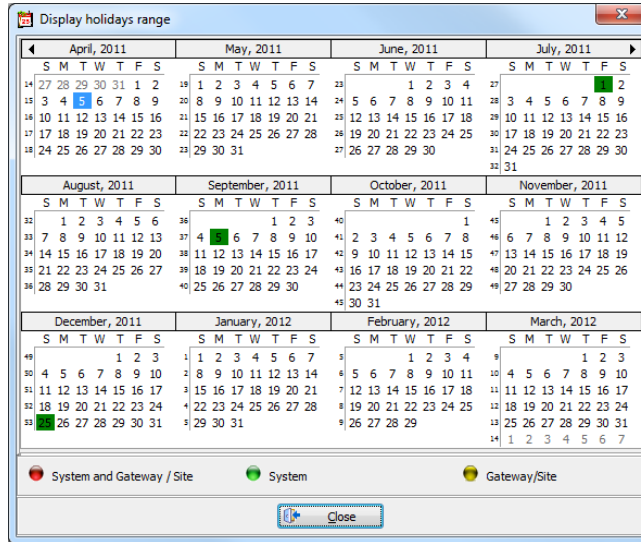 Display holidays range
April, 2011
S M T W T F S
14 27 28 29 30 31 1 2
15 3 4 5 6 7 8 9
16 10 11 12 13 14 15 16
17 17 18 19 20 21 22 23
18 24 25 26 27 28 29 30
May, 2011
S M T W T F S
19 1 2 3 4 5 6 7
20 8 9 10 11 12 13 14
21 15 16 17 18 19 20 21
22 22 23 24 25 26 27 28
23 29 30 31
June, 2011
S M T W T F S
23 1 2 3 4
24 5 6 7 8 9 10 11
25 12 13 14 15 16 17 18
26 19 20 21 22 23 24 25
27 26 27 28 29 30
July, 2011
S M T W T F S
27 1 2
28 3 4 5 6 7 8 9
29 10 11 12 13 14 15 16
30 17 18 19 20 21 22 23
31 24 25 26 27 28 29 30
32 31
August, 2011
S M T W T F S
32 1 2 3 4 5 6
33 7 8 9 10 11 12 13
34 14 15 16 17 18 19 20
35 21 22 23 24 25 26 27
36 28 29 30 31
September, 2011
S M T W T F S
36 1 2 3
37 4 5 6 7 8 9 10
38 11 12 13 14 15 16 17
39 18 19 20 21 22 23 24
40 25 26 27 28 29 30
October, 2011
S M T W T F S
40 1
41 2 3 4 5 6 7 8
42 9 10 11 12 13 14 15
43 16 17 18 19 20 21 22
44 23 24 25 26 27 28 29
45 30 31
November, 2011
S M T W T F S
45 1 2 3 4 5
46 6 7 8 9 10 11 12
47 13 14 15 16 17 18 19
48 20 21 22 23 24 25 26
49 27 28 29 30
December, 2011
S M T W T F S
49 1 2 3
50 4 5 6 7 8 9 10
51 11 12 13 14 15 16 17
52 18 19 20 21 22 23 24
53 25 26 27 28 29 30 31
January, 2012
S M T W T F S
1 1 2 3 4 5 6 7
2 8 9 10 11 12 13 14
3 15 16 17 18 19 20 21
4 22 23 24 25 26 27 28
5 29 30 31
February, 2012
S M T W T F S
5 1 2 3 4
6 5 6 7 8 9 10 11
7 12 13 14 15 16 17 18
8 19 20 21 22 23 24 25
9 26 27 28 29
March, 2012
S M T W T F S
9 1 2 3
10 4 5 6 7 8 9 10
11 11 12 13 14 15 16 17
12 18 19 20 21 22 23 24
13 25 26 27 28 29 30 31
14 1 2 3 4 5 6 7
System and Gateway / Site
System
Gateway/Site
Close